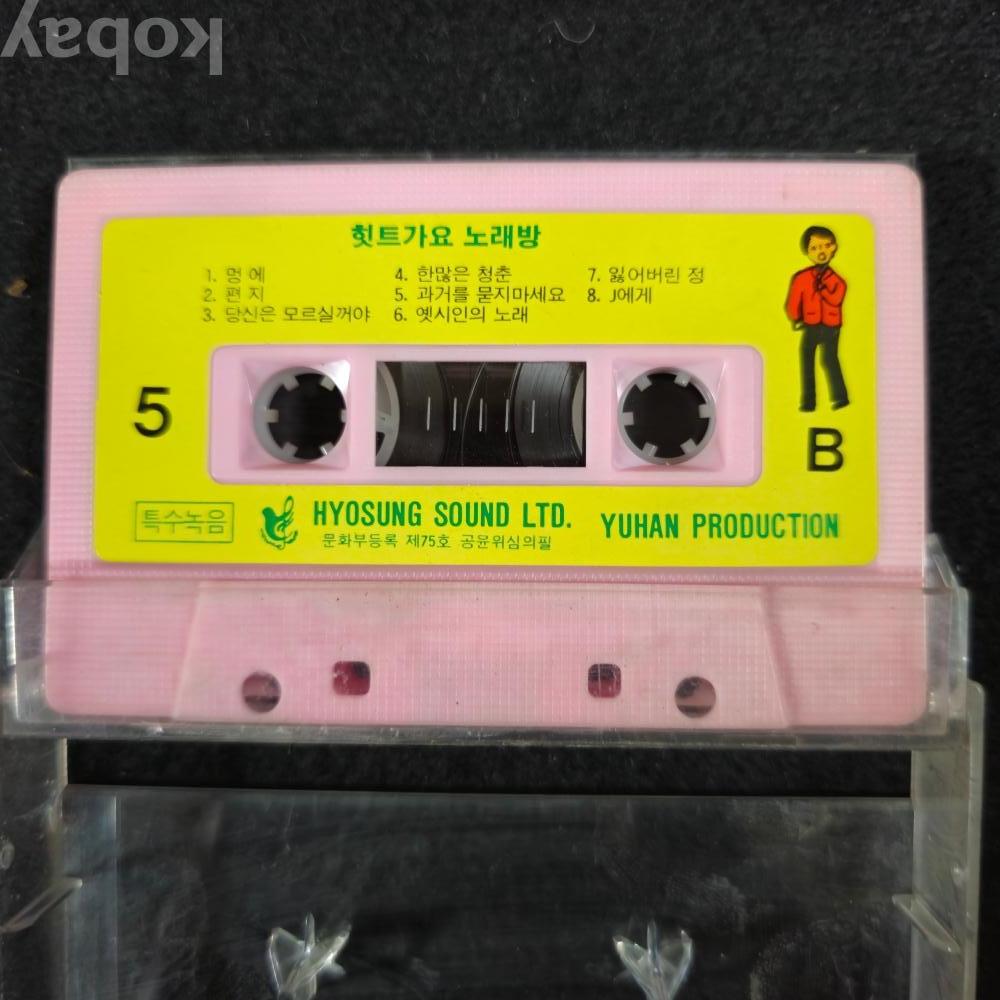 kobay
힛트가요 노래방
1. 멍에
2. 편지
3. 당신은 모르실꺼야
4. 한많은 청춘
5. 과거를 묻지마세요
6. 옛시인의 노래
7. 잃어버린 정
8. J에게
5
B
특수녹음
HYOSUNG SOUND LTD.
문화부등록 제75호 공윤위심의필
YUHAN PRODUCTION